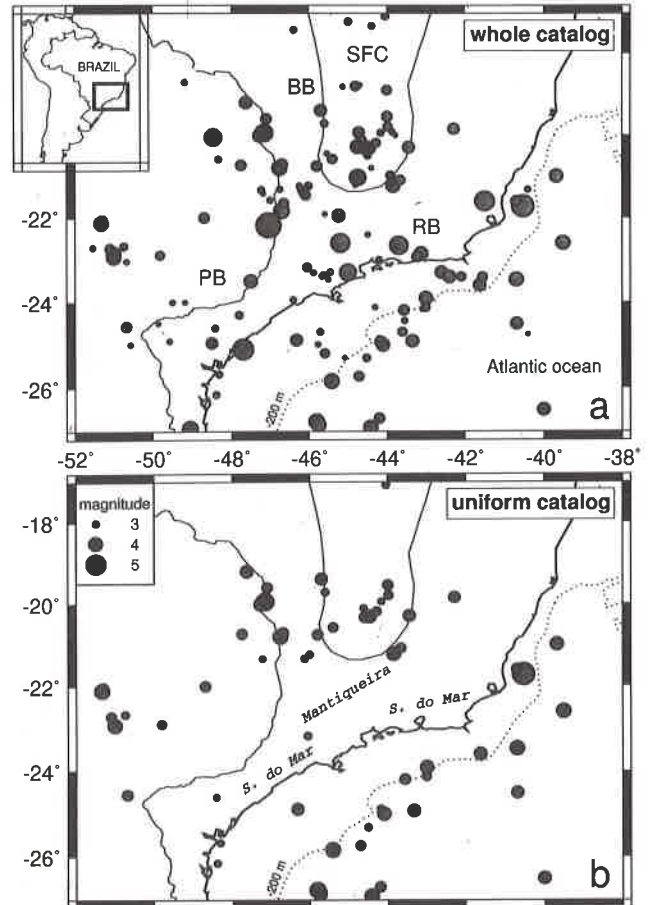 whole catalog
SFC
BRAZIL
BB
-22°
RB
PB
-24°
Atlantic ocean
-26°
-200 m
a
-52° -50° -48° -46° -44° -42° -40° -38°
uniform catalog
magnitude
3
4
5
-18°
-20°
-22°
Mantiqueira
S. do Mar
S. do Mar
-24°
-26°
-200 m
b